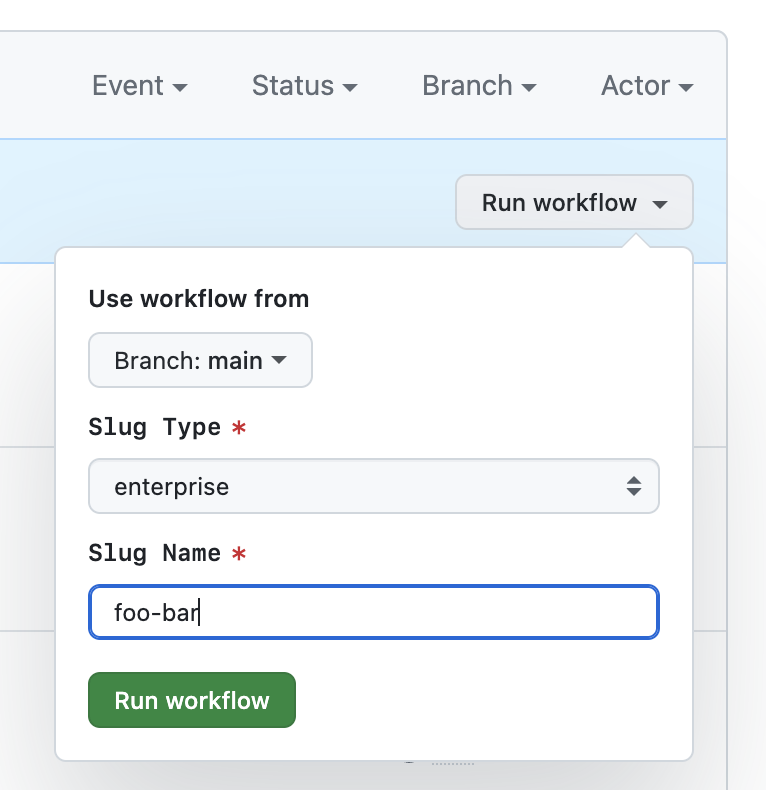 Event Status Branch Actor
Run workflow
Use workflow from
Branch: main
Slug Type *
enterprise
Slug Name *
foo-bar
Run workflow